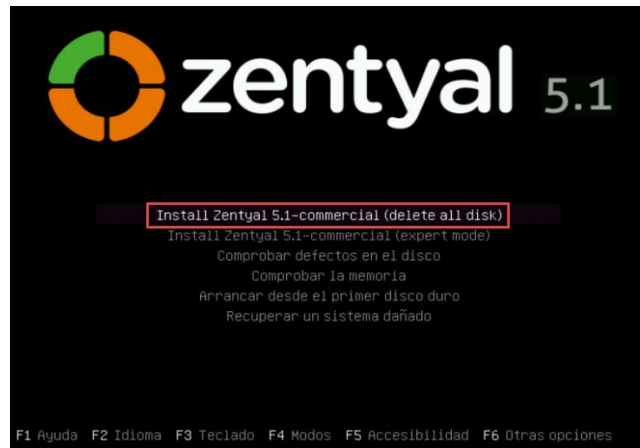 zentyal 5.1
Install Zentyal 5.1-commercial (delete all disk)
Install Zentyal 5.1-commercial (expert mode)
Comprobar defectos en el disco
Comprobar la memoria
Arrancar desde el primer disco duro
Recuperar un sistema dañado
F1 Ayuda F2 Idioma F3 Teclado F4 Modos F5 Accesibilidad F6 Otras opciones